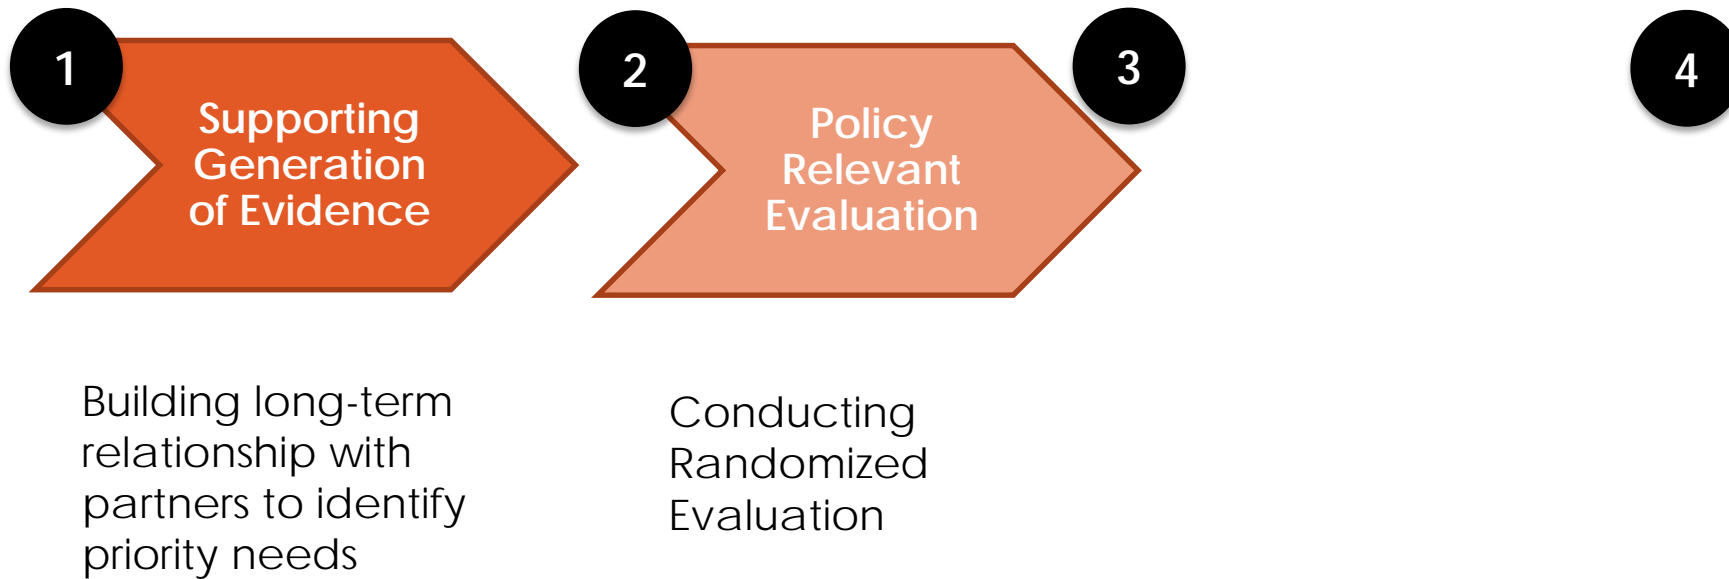 1
Supporting
Generation
of Evidence
Building long-term
relationship with
partners to identify
priority needs
2
Policy
Relevant
Evaluation
Conducting
Randomized
Evaluation
3
4